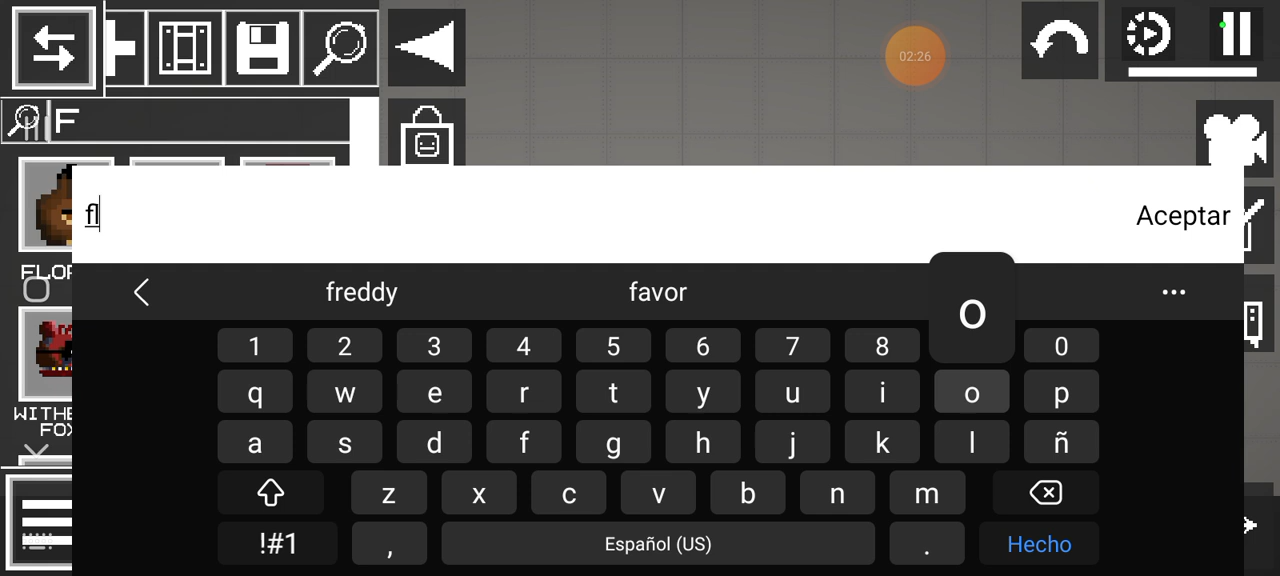 02:26
F
fl
Aceptar
FLO
freddy
favor
o
...
1 2 3 4 5 6 7 8 0
q w e r t y u i o p
WITHE
FOX
a s d f g h j k l ñ
z x c v b n m
!#1 , Español (US) . Hecho